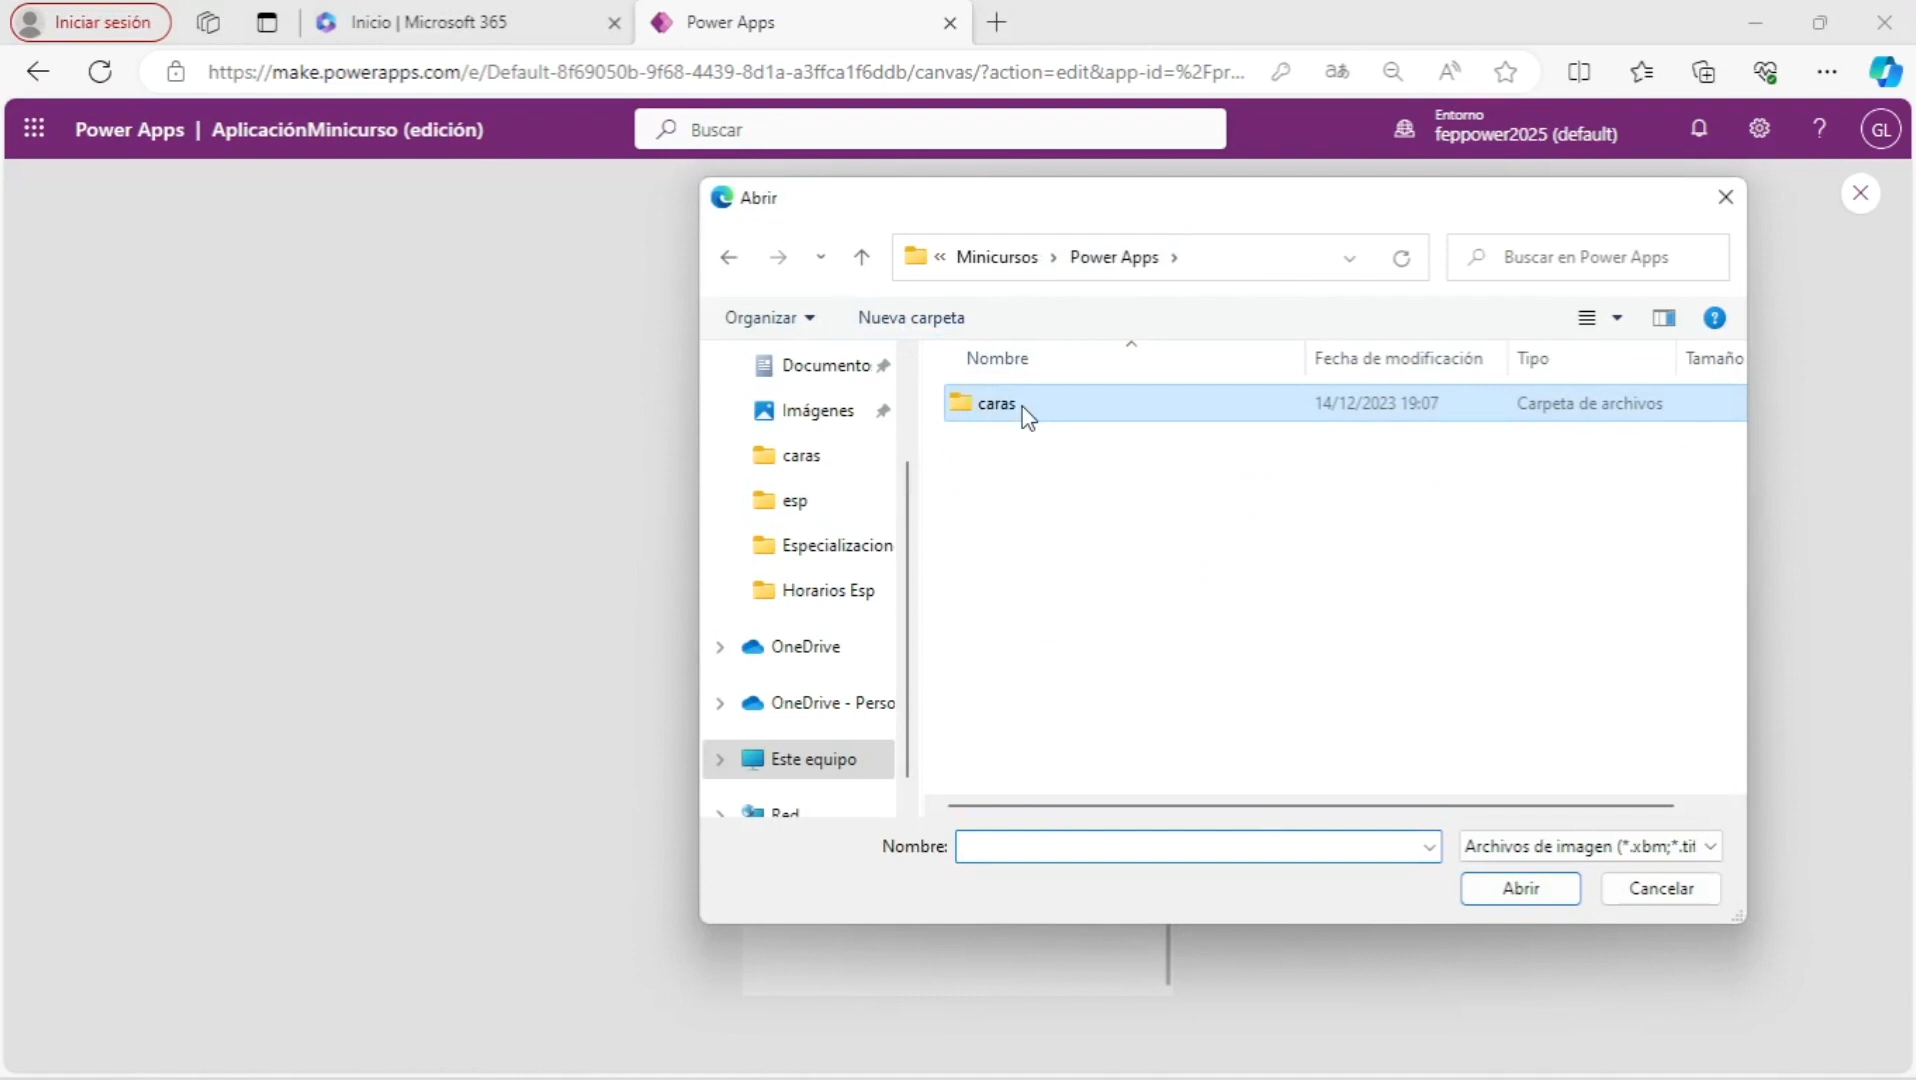 Iniciar sesión
Inicio | Microsoft 365
Power Apps
https://make.powerapps.com/e/Default-8f69050b-9f68-4439-8d1a-a3ffca1f6ddb/canvas/?action=edit&app-id=%2Fpr...
Power Apps | AplicaciónMinicurso (edición)
Buscar
Entorno
feppower2025 (default)
GL
Abrir
« Minicursos > Power Apps >
Buscar en Power Apps
Organizar
Nueva carpeta
Nombre
Fecha de modificación
Tipo
Tamaño
caras
14/12/2023 19:07
Carpeta de archivos
Documento
Imágenes
caras
esp
Especializacion
Horarios Esp
OneDrive
OneDrive - Perso
Este equipo
Red
Nombre:
Archivos de imagen (*.xbm;*.tif
Abrir
Cancelar